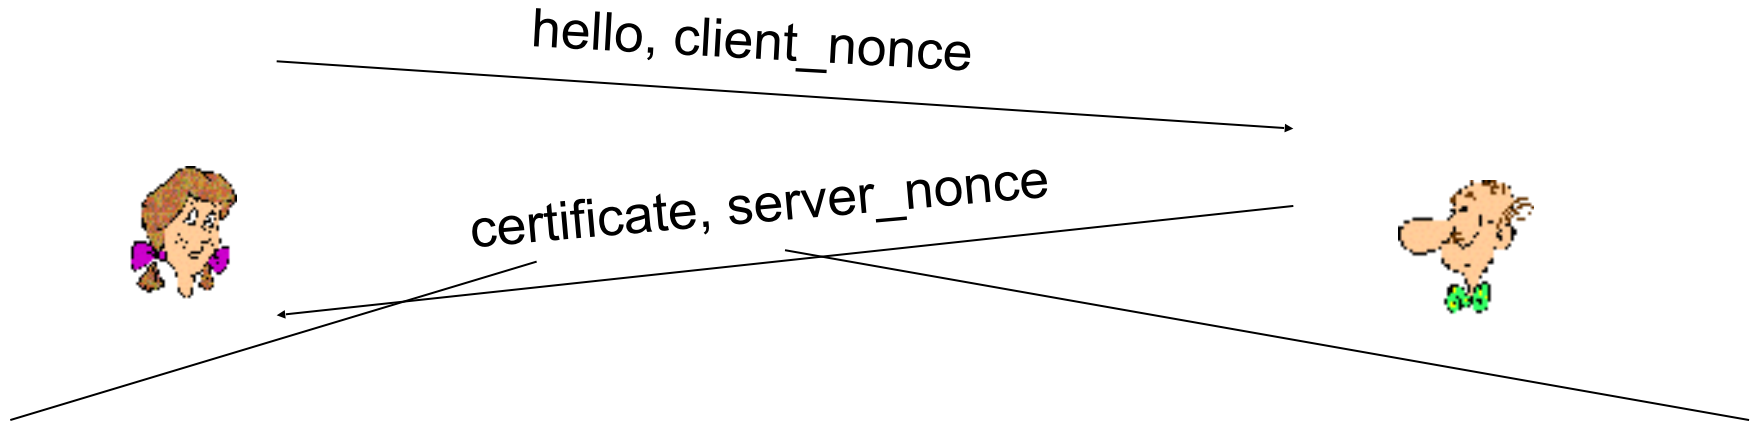 hello, client_nonce
certificate, server_nonce